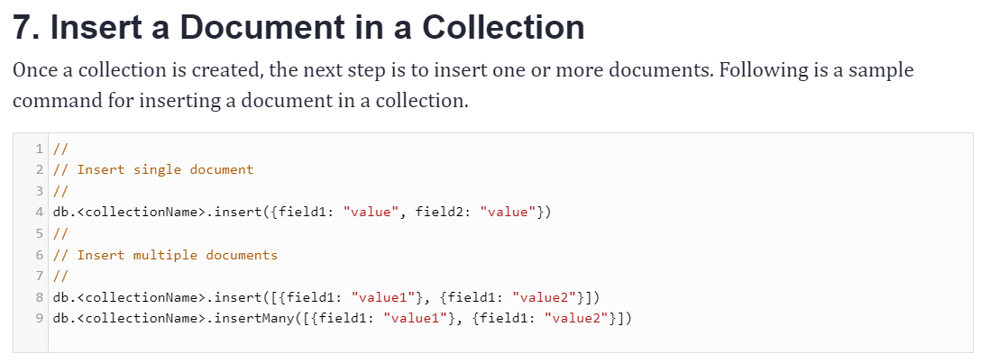 7. Insert a Document in a Collection
Once a collection is created, the next step is to insert one or more documents. Following is a sample
command for inserting a document in a collection.
1 //
2 // Insert single document
3 //
4 db.<collectionName>.insert({field1: "value", field2: "value"})
5 //
6 // Insert multiple documents
7 //
8 db.<collectionName>.insert([{field1: "value1"}, {field1: "value2"}])
9 db.<collectionName>.insertMany([{field1: "value1"}, {field1: "value2"}])